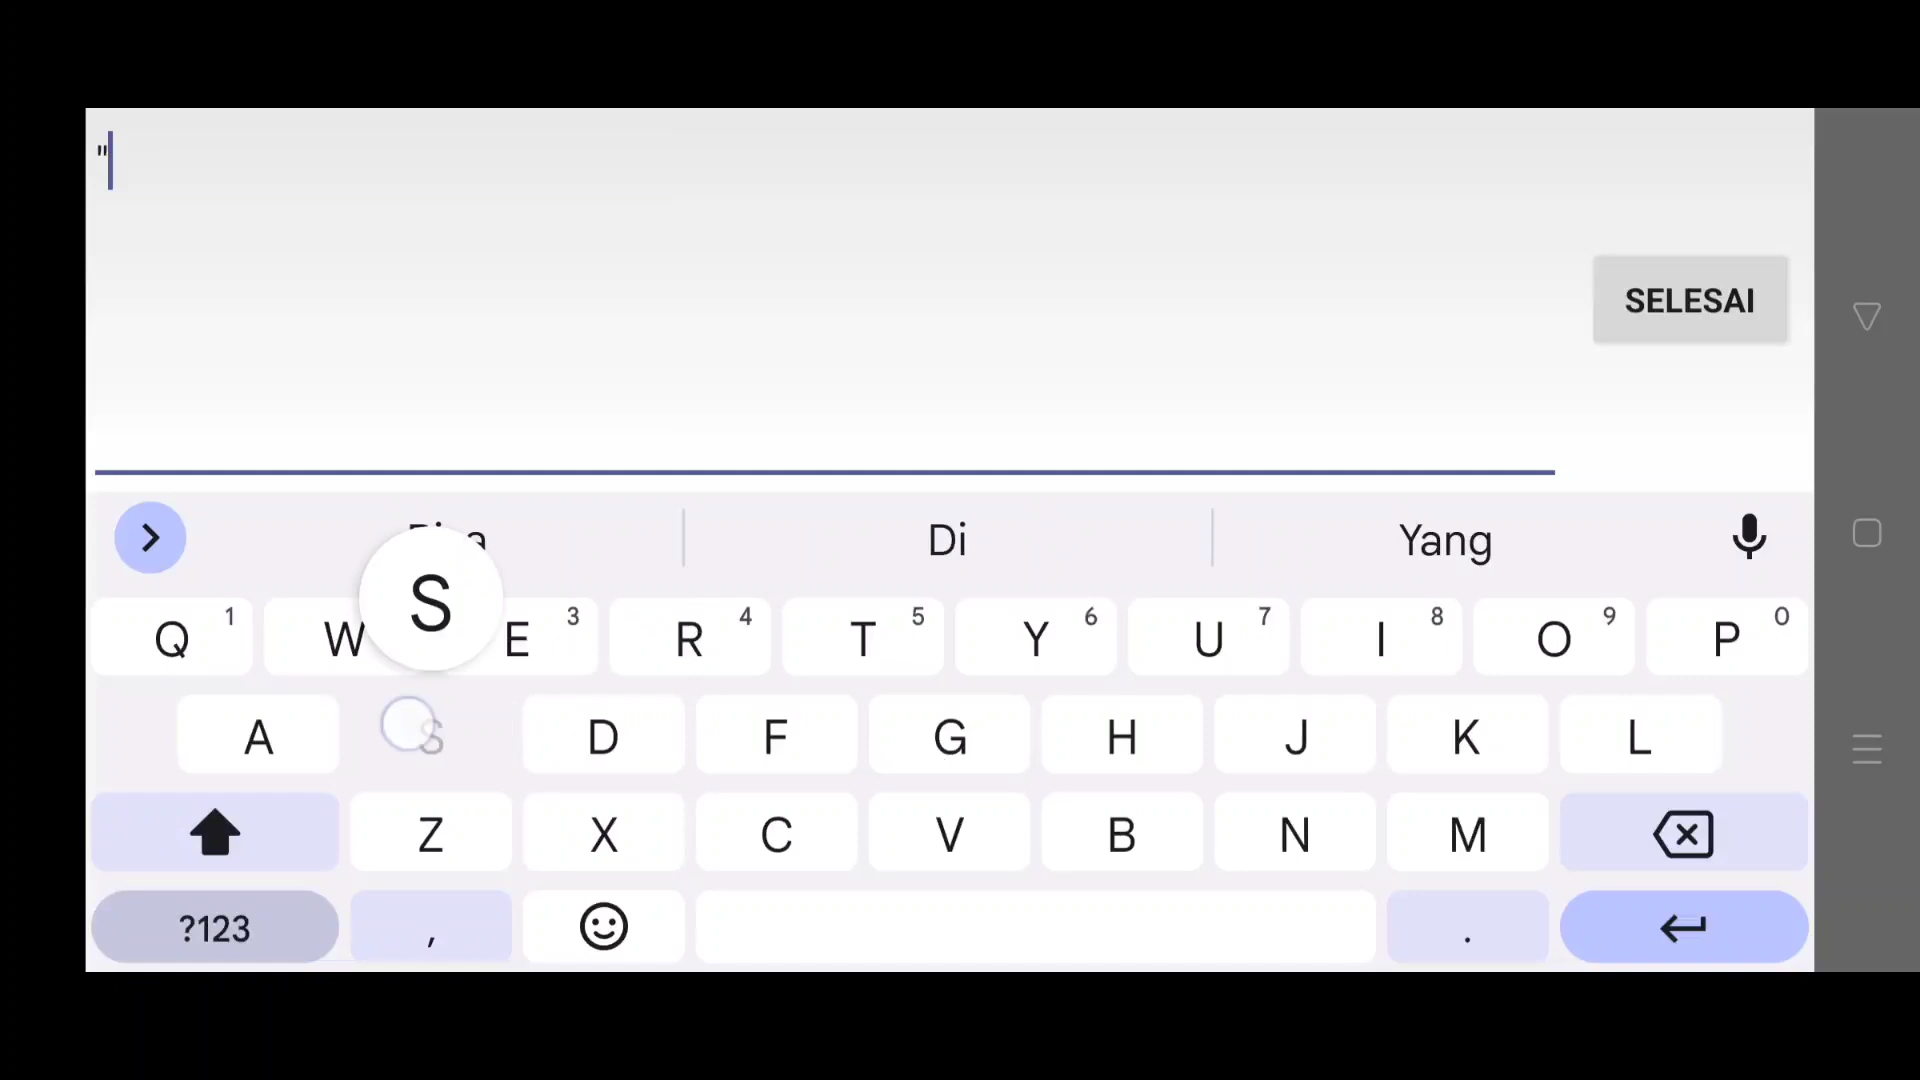 "
SELESAI
Di Yang
S
Q 1 W E 3 R 4 T 5 Y 6 U 7 I 8 O 9 P 0
A S D F G H J K L
Z X C V B N M
?123 , .